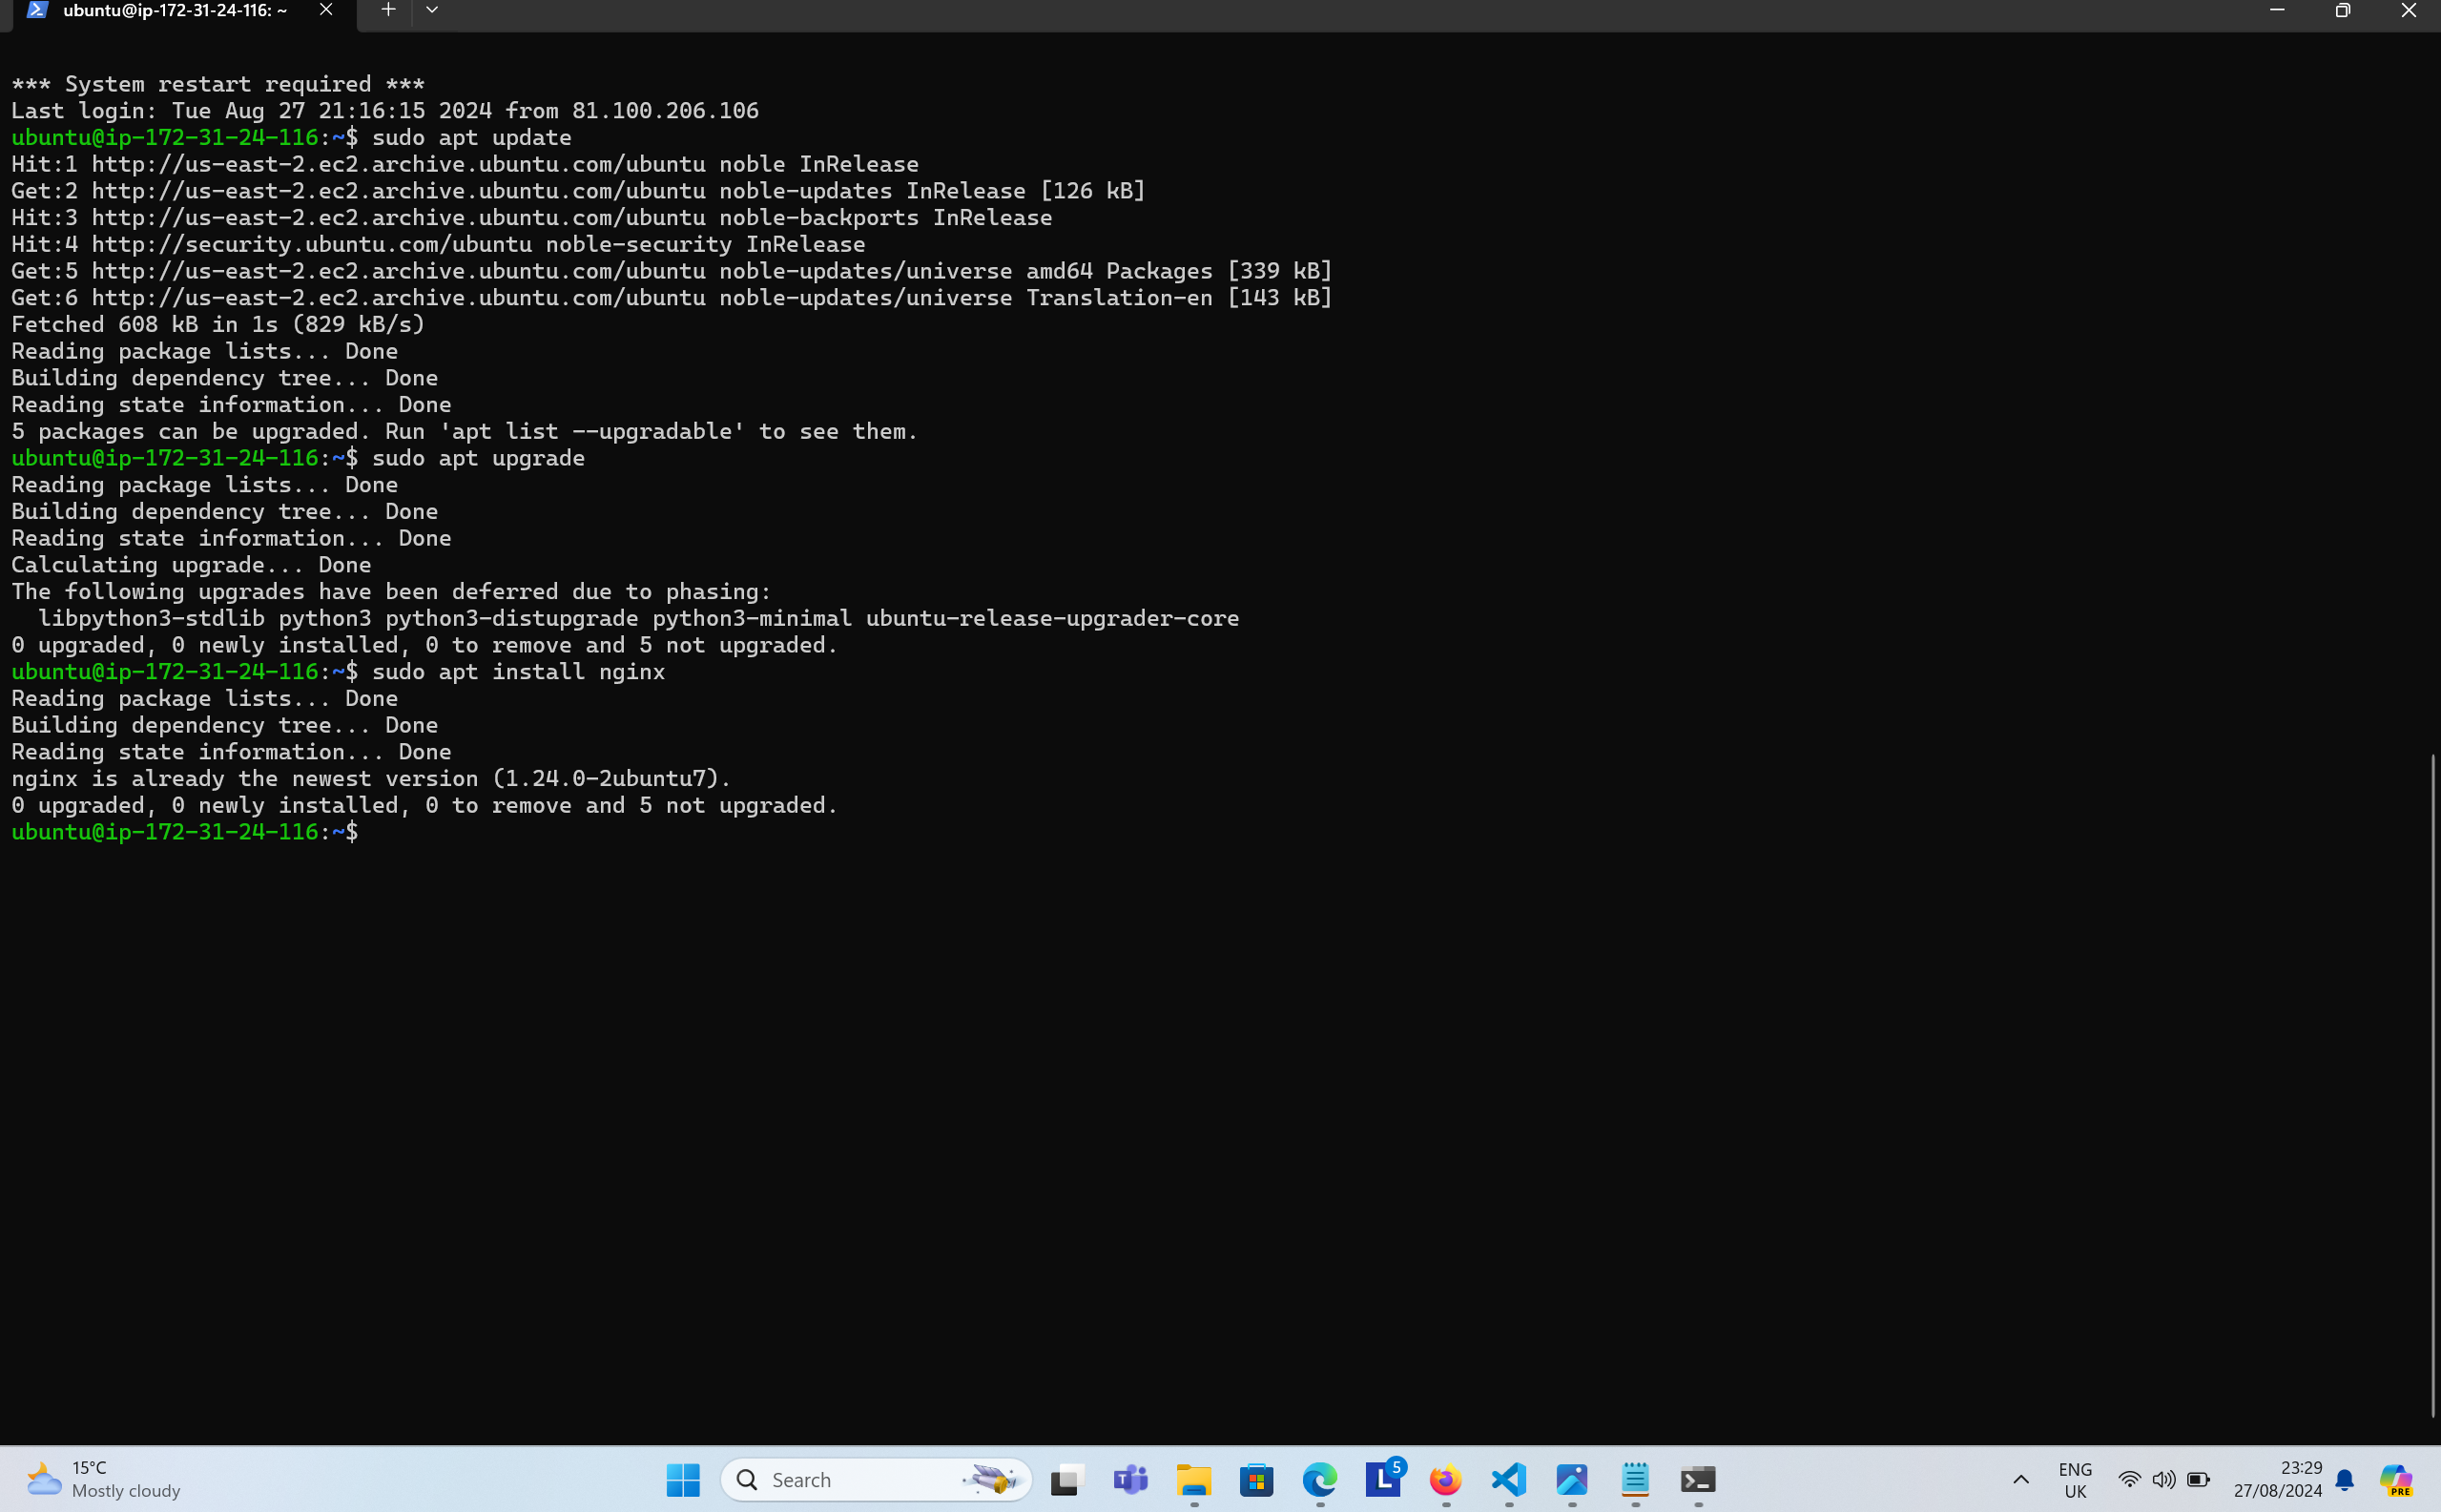 ubuntu@ip-172-31-24-116: ~
*** System restart required ***
Last login: Tue Aug 27 21:16:15 2024 from 81.100.206.106
ubuntu@ip-172-31-24-116:~$ sudo apt update
Hit:1 http://us-east-2.ec2.archive.ubuntu.com/ubuntu noble InRelease
Get:2 http://us-east-2.ec2.archive.ubuntu.com/ubuntu noble-updates InRelease [126 kB]
Hit:3 http://us-east-2.ec2.archive.ubuntu.com/ubuntu noble-backports InRelease
Hit:4 http://security.ubuntu.com/ubuntu noble-security InRelease
Get:5 http://us-east-2.ec2.archive.ubuntu.com/ubuntu noble-updates/universe amd64 Packages [339 kB]
Get:6 http://us-east-2.ec2.archive.ubuntu.com/ubuntu noble-updates/universe Translation-en [143 kB]
Fetched 608 kB in 1s (829 kB/s)
Reading package lists... Done
Building dependency tree... Done
Reading state information... Done
5 packages can be upgraded. Run 'apt list --upgradable' to see them.
ubuntu@ip-172-31-24-116:~$ sudo apt upgrade
Reading package lists... Done
Building dependency tree... Done
Reading state information... Done
Calculating upgrade... Done
The following upgrades have been deferred due to phasing:
  libpython3-stdlib python3 python3-distupgrade python3-minimal ubuntu-release-upgrader-core
0 upgraded, 0 newly installed, 0 to remove and 5 not upgraded.
ubuntu@ip-172-31-24-116:~$ sudo apt install nginx
Reading package lists... Done
Building dependency tree... Done
Reading state information... Done
nginx is already the newest version (1.24.0-2ubuntu7).
0 upgraded, 0 newly installed, 0 to remove and 5 not upgraded.
ubuntu@ip-172-31-24-116:~$
15°C
Mostly cloudy
Search
T
L
5
ENG
UK
23:29
27/08/2024
PRE